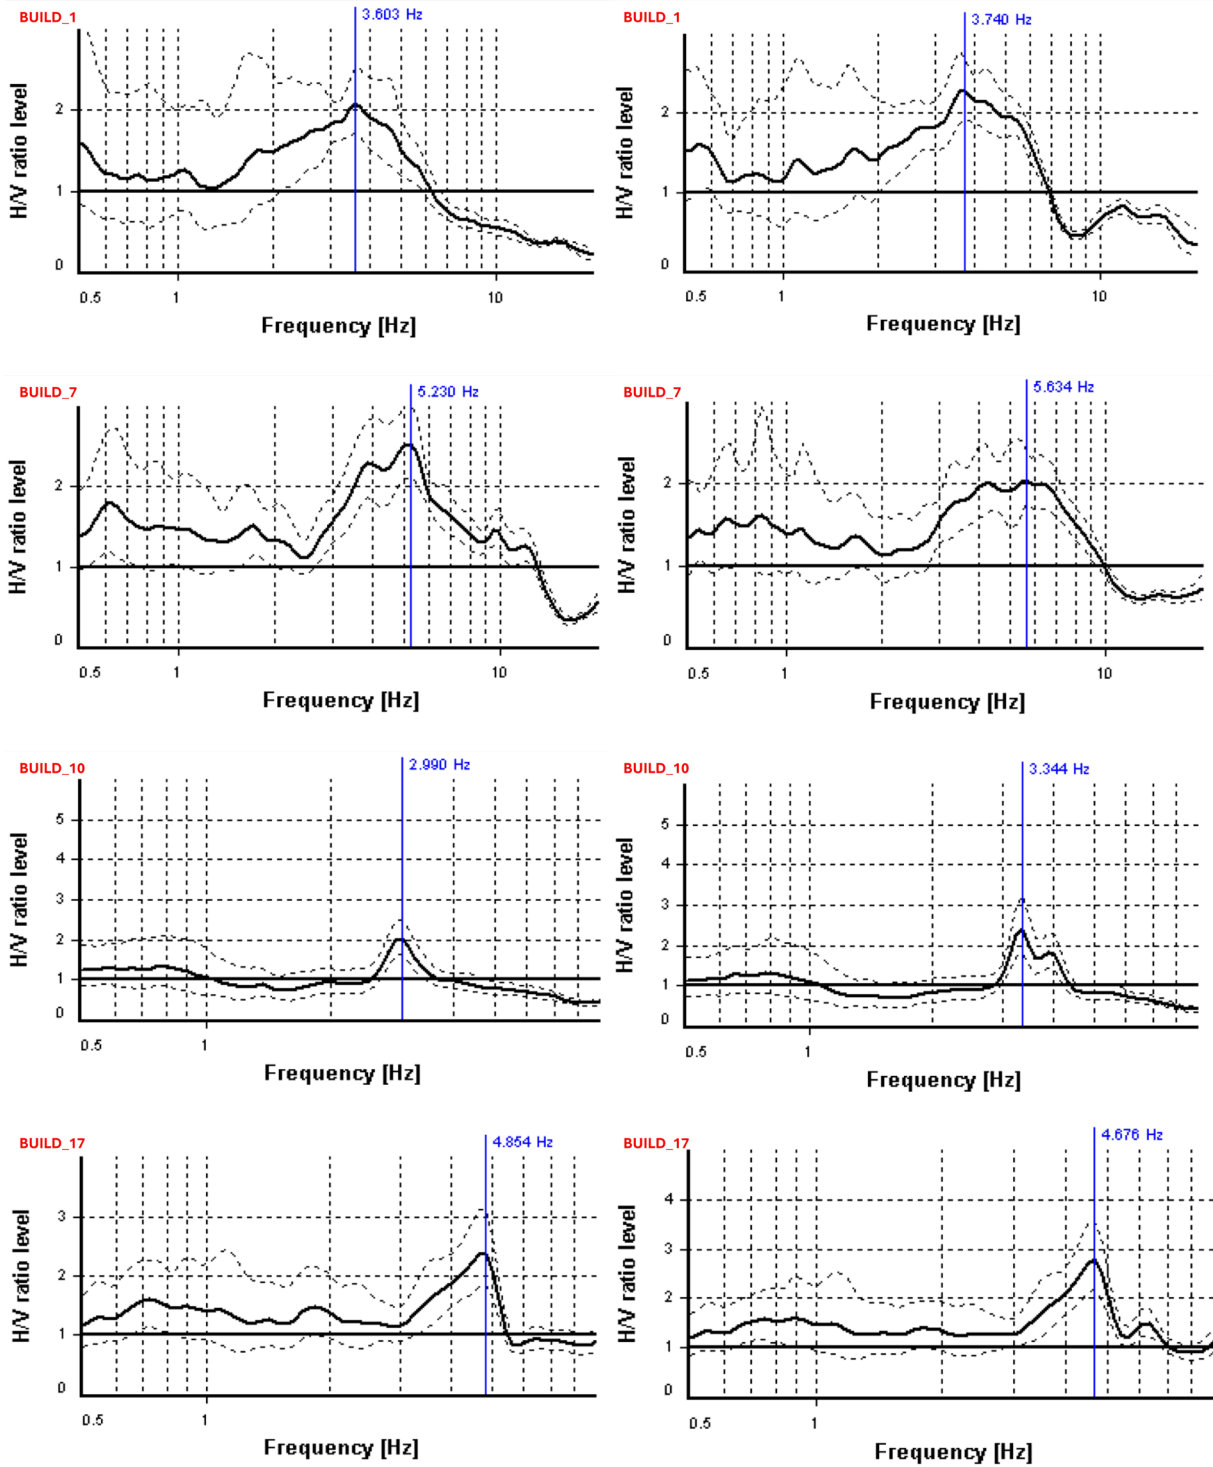 BUILD_1
3.603 Hz
H/V ratio level
2
1
0
0.5 1 10
Frequency [Hz]
BUILD_1
3.740 Hz
H/V ratio level
2
1
0
0.5 1 10
Frequency [Hz]
BUILD_7
5.230 Hz
H/V ratio level
2
1
0
0.5 1 10
Frequency [Hz]
BUILD_7
5.634 Hz
H/V ratio level
2
1
0
0.5 1 10
Frequency [Hz]
BUILD_10
2.990 Hz
H/V ratio level
5
4
3
2
1
0
0.5 1
Frequency [Hz]
BUILD_10
3.344 Hz
H/V ratio level
5
4
3
2
1
0
0.5 1
Frequency [Hz]
BUILD_17
4.854 Hz
H/V ratio level
3
2
1
0
0.5 1
Frequency [Hz]
BUILD_17
4.676 Hz
H/V ratio level
4
3
2
1
0
0.5 1
Frequency [Hz]